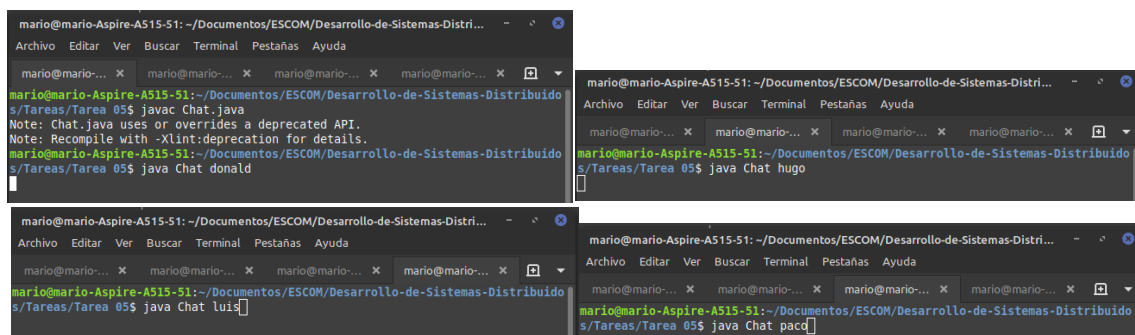 mario@mario-Aspire-A515-51: ~/Documentos/ESCOM/Desarrollo-de-Sistemas-Distri...
Archivo Editar Ver Buscar Terminal Pestañas Ayuda
mario@mario-... mario@mario-... mario@mario-... mario@mario-...
mario@mario-Aspire-A515-51:~/Documentos/ESCOM/Desarrollo-de-Sistemas-Distribuido
s/Tareas/Tarea 05$ javac Chat.java
Note: Chat.java uses or overrides a deprecated API.
Note: Recompile with -Xlint:deprecation for details.
mario@mario-Aspire-A515-51:~/Documentos/ESCOM/Desarrollo-de-Sistemas-Distribuido
s/Tareas/Tarea 05$ java Chat donald
mario@mario-Aspire-A515-51: ~/Documentos/ESCOM/Desarrollo-de-Sistemas-Distri...
Archivo Editar Ver Buscar Terminal Pestañas Ayuda
mario@mario-... mario@mario-... mario@mario-... mario@mario-...
mario@mario-Aspire-A515-51:~/Documentos/ESCOM/Desarrollo-de-Sistemas-Distribuido
s/Tareas/Tarea 05$ java Chat hugo
mario@mario-Aspire-A515-51: ~/Documentos/ESCOM/Desarrollo-de-Sistemas-Distri...
Archivo Editar Ver Buscar Terminal Pestañas Ayuda
mario@mario-... mario@mario-... mario@mario-... mario@mario-...
mario@mario-Aspire-A515-51:~/Documentos/ESCOM/Desarrollo-de-Sistemas-Distribuido
s/Tareas/Tarea 05$ java Chat luis
mario@mario-Aspire-A515-51: ~/Documentos/ESCOM/Desarrollo-de-Sistemas-Distri...
Archivo Editar Ver Buscar Terminal Pestañas Ayuda
mario@mario-... mario@mario-... mario@mario-... mario@mario-...
mario@mario-Aspire-A515-51:~/Documentos/ESCOM/Desarrollo-de-Sistemas-Distribuido
s/Tareas/Tarea 05$ java Chat paco